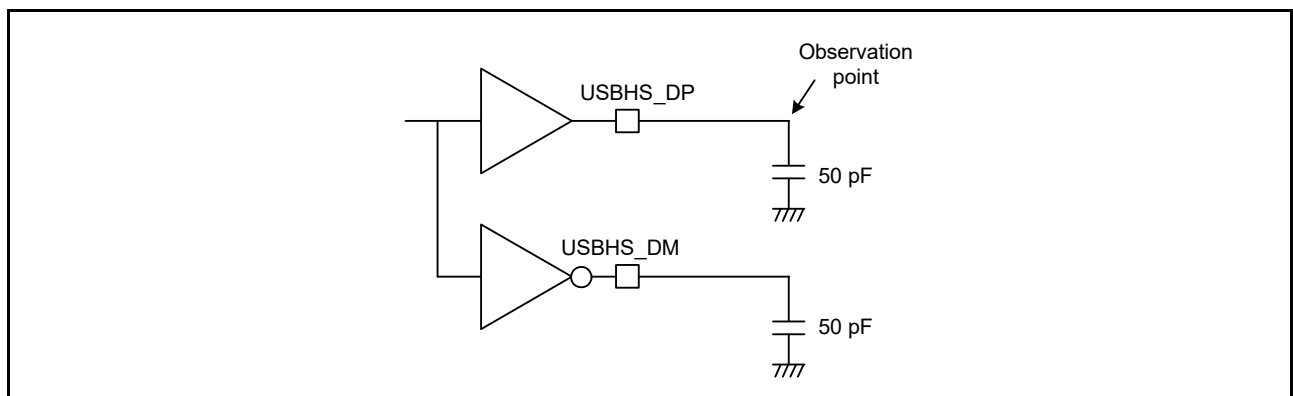 Observation
point
USBHS_DP
50 pF
USBHS_DM
50 pF